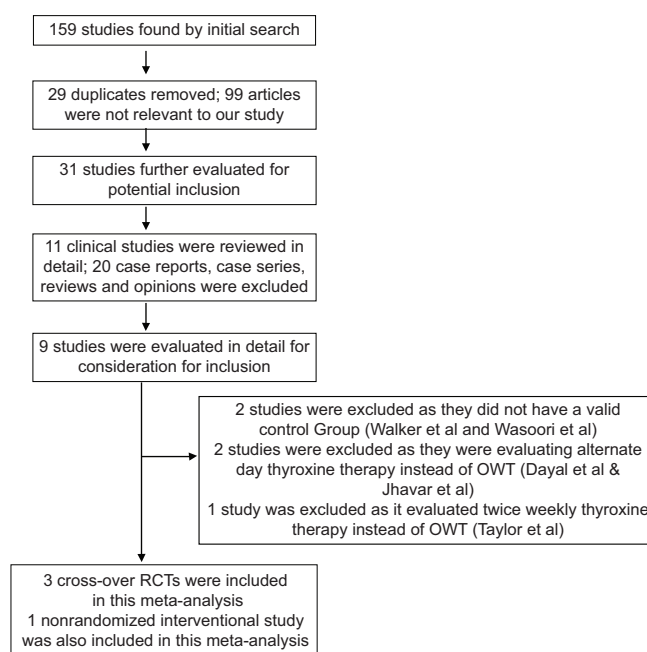 159 studies found by initial search
29 duplicates removed; 99 articles
were not relevant to our study
31 studies further evaluated for
potential inclusion
11 clinical studies were reviewed in
detail; 20 case reports, case series,
reviews and opinions were excluded
9 studies were evaluated in detail for
consideration for inclusion
2 studies were excluded as they did not have a valid
control Group (Walker et al and Wasoori et al)
2 studies were excluded as they were evaluating alternate
day thyroxine therapy instead of OWT (Dayal et al &
Jhavar et al)
1 study was excluded as it evaluated twice weekly thyroxine
therapy instead of OWT (Taylor et al)
3 cross-over RCTs were included
in this meta-analysis
1 nonrandomized interventional study
was also included in this meta-analysis